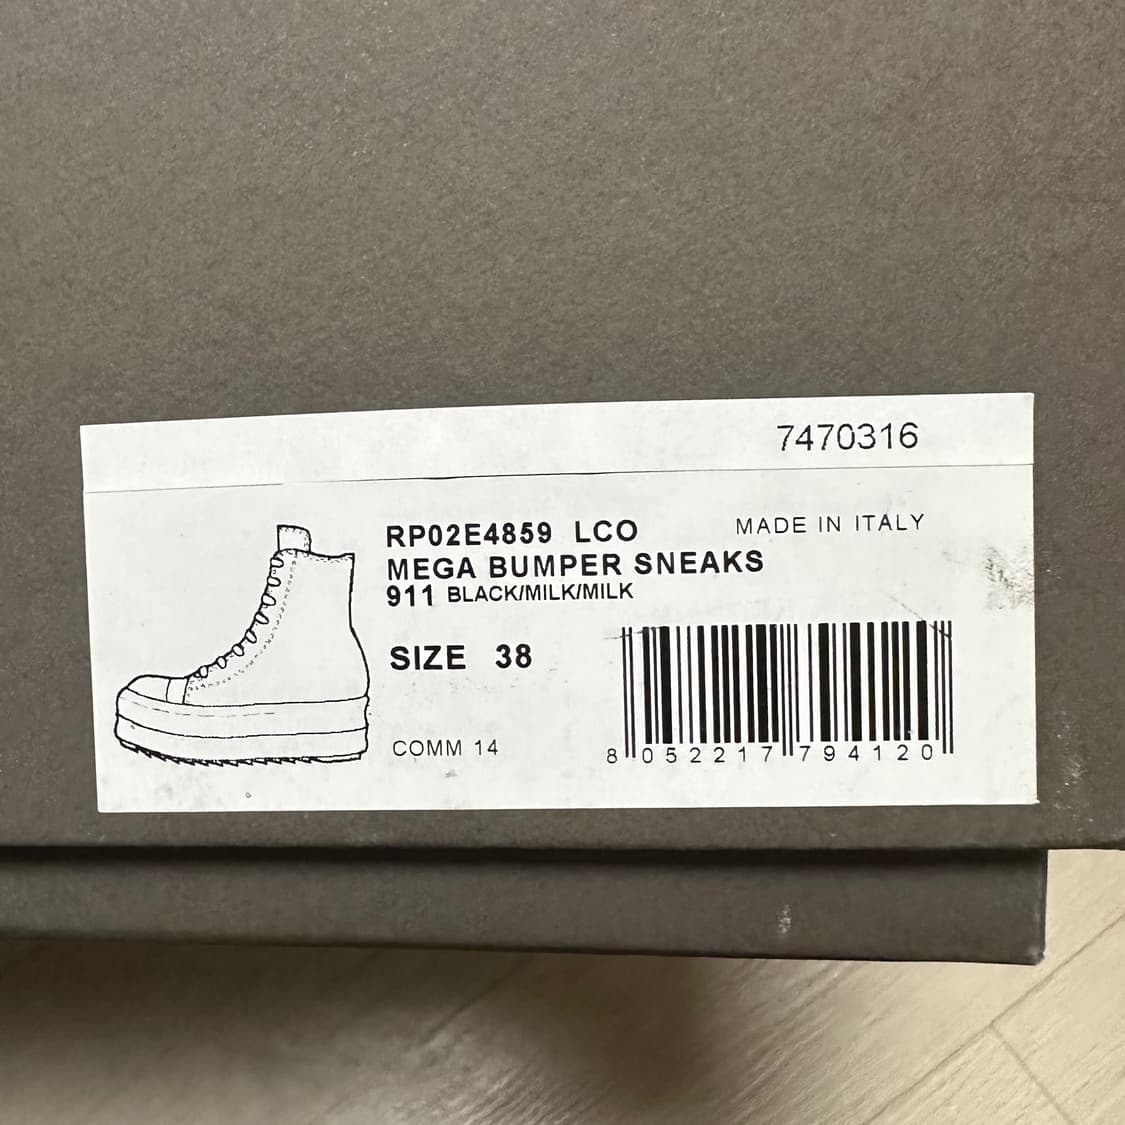 7470316
RP02E4859 LCO
MADE IN ITALY
MEGA BUMPER SNEAKS
911 BLACK/MILK/MILK
SIZE 38
COMM 14
8 052217 794120